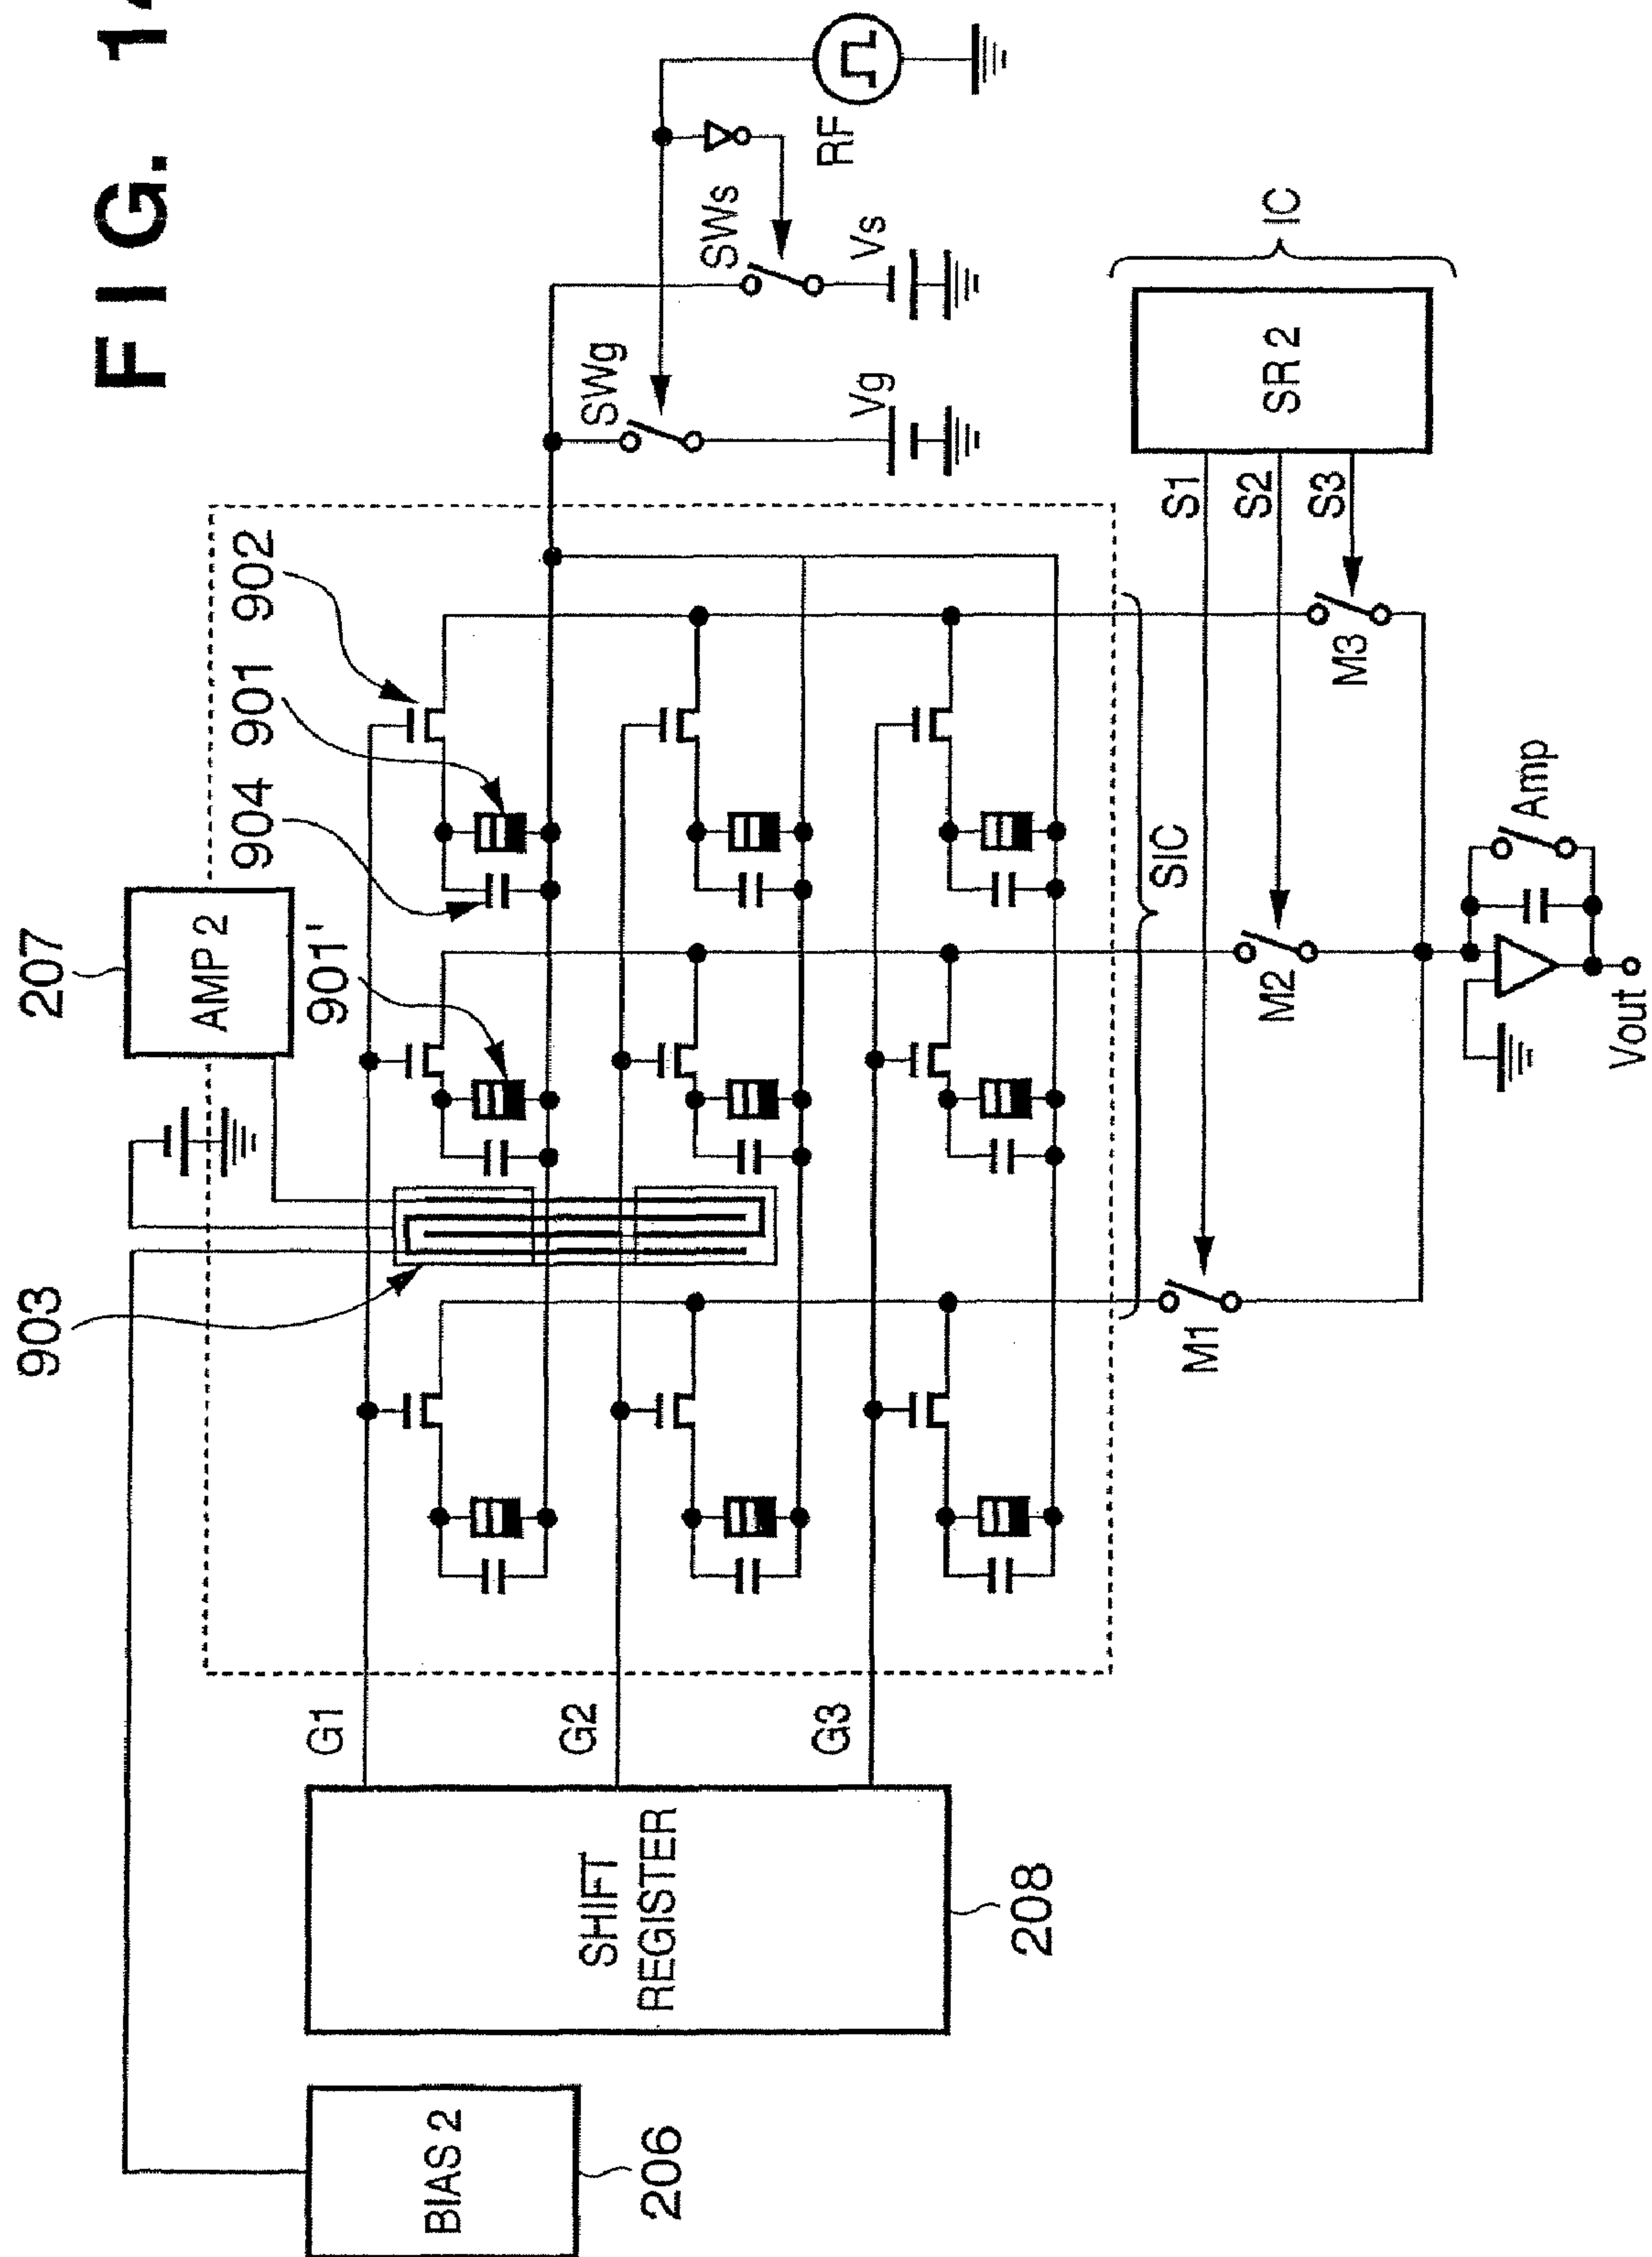 FIG. 14
RF
SWs
Vs
SWg
Vg
IC
SR 2
S1
S2
S3
902
901
904
207
AMP 2
901'
903
M3
M2
M1
SIC
Amp
Vout
G1
G2
G3
SHIFT
REGISTER
208
BIAS 2
206